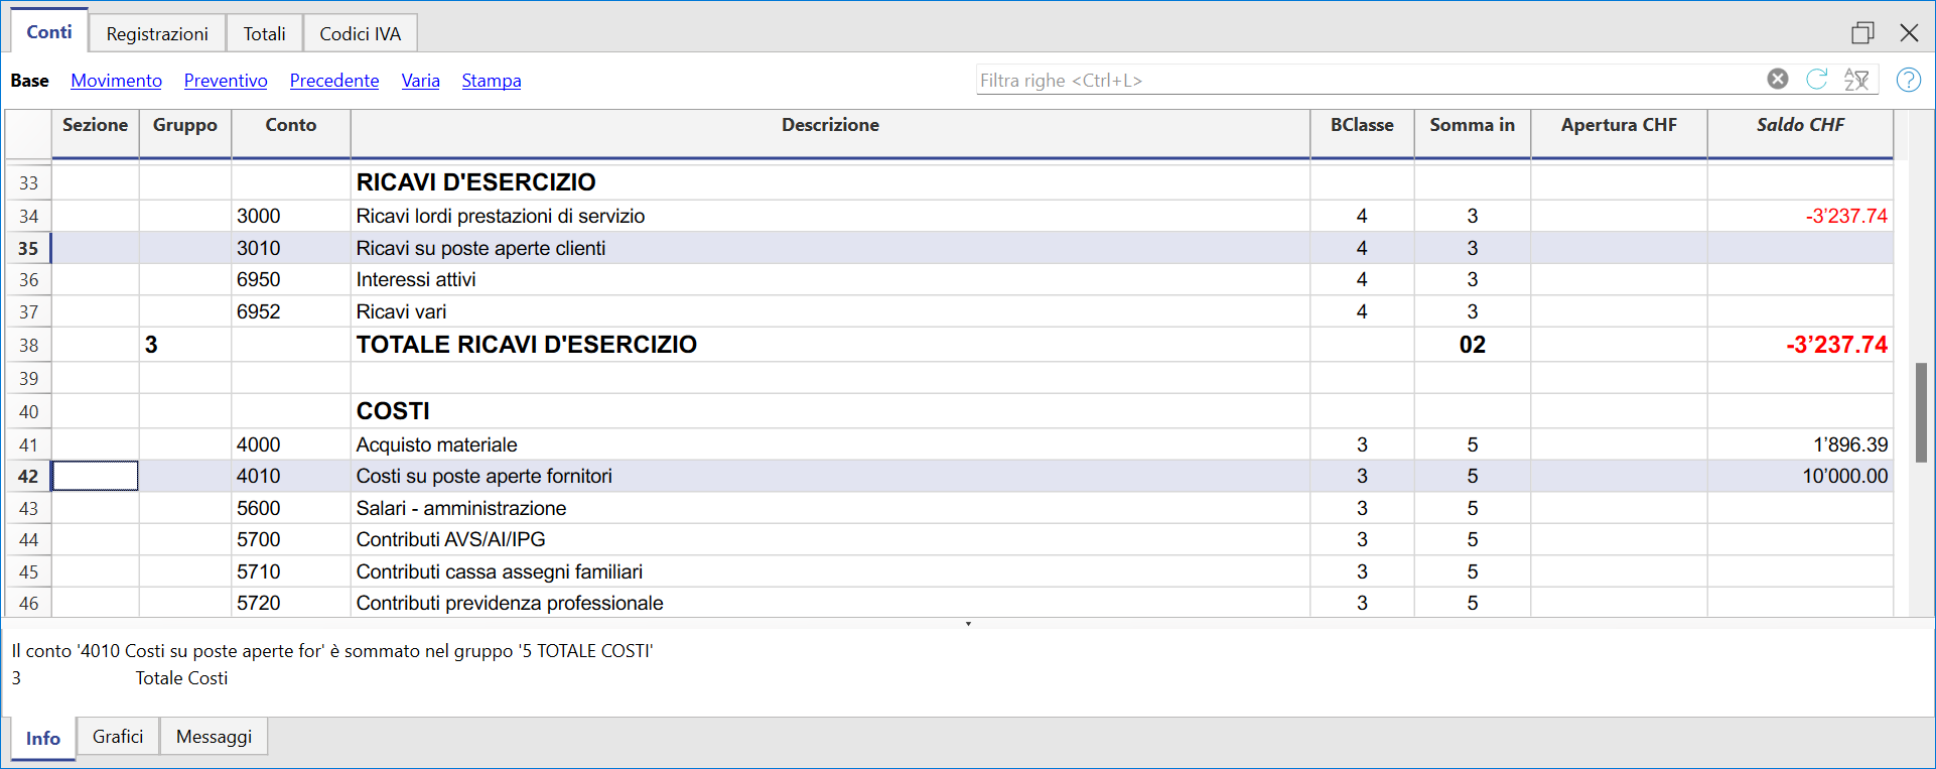 Conti Registrazioni Totali Codici IVA
Base Movimento Preventivo Precedente Varia Stampa Filtra righe <Ctrl+L>
Sezione Gruppo Conto Descrizione BClasse Somma in Apertura CHF Saldo CHF
33 RICAVI D'ESERCIZIO
34 3000 Ricavi lordi prestazioni di servizio 4 3 -3’237.74
35 3010 Ricavi su poste aperte clienti 4 3
36 6950 Interessi attivi 4 3
37 6952 Ricavi vari 4 3
38 3 TOTALE RICAVI D'ESERCIZIO 02 -3’237.74
39
40 COSTI
41 4000 Acquisto materiale 3 5 1’896.39
42 4010 Costi su poste aperte fornitori 3 5 10’000.00
43 5600 Salari - amministrazione 3 5
44 5700 Contributi AVS/AI/IPG 3 5
45 5710 Contributi cassa assegni familiari 3 5
46 5720 Contributi previdenza professionale 3 5
Il conto '4010 Costi su poste aperte for' è sommato nel gruppo '5 TOTALE COSTI'
3 Totale Costi
Info Grafici Messaggi